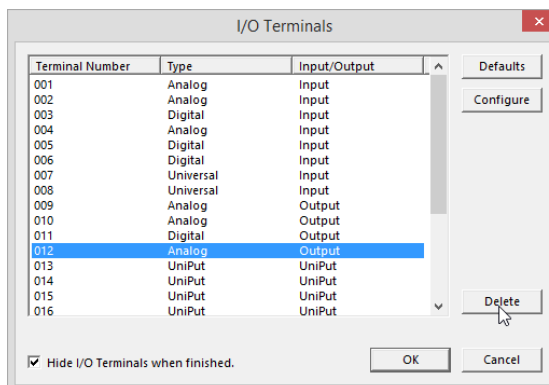 I/O Terminals
Terminal Number Type Input/Output
Defaults
001 Analog Input
002 Analog Input
Configure
003 Digital Input
004 Analog Input
005 Digital Input
006 Digital Input
007 Universal Input
008 Universal Input
009 Analog Output
010 Analog Output
011 Digital Output
012 Analog Output
013 UniPut UniPut
014 UniPut UniPut
015 UniPut UniPut
016 UniPut UniPut
Delete
Hide I/O Terminals when finished.
OK
Cancel